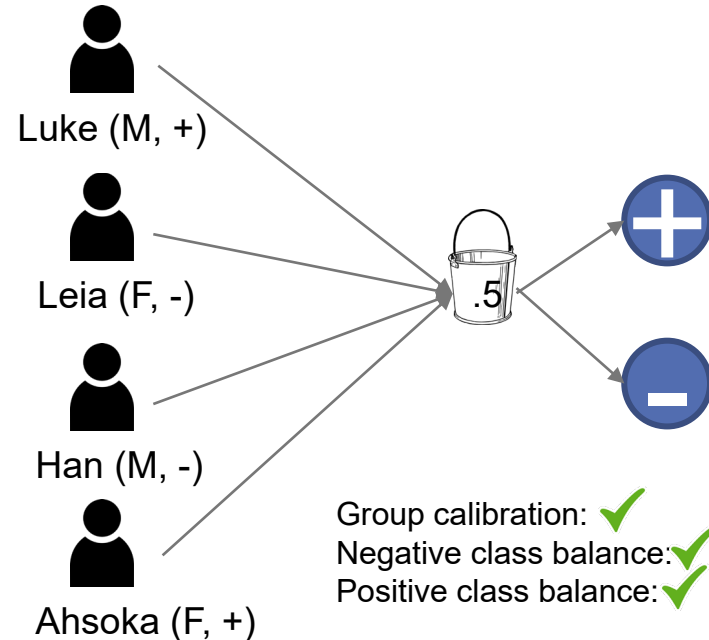 Luke (M, +)
Leia (F, -)
.5
Han (M, -)
Ahsoka (F, +)
Group calibration:
Negative class balance:
Positive class balance: